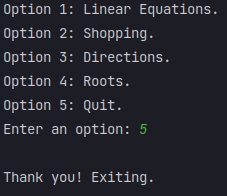 Option 1: Linear Equations.
Option 2: Shopping.
Option 3: Directions.
Option 4: Roots.
Option 5: Quit.
Enter an option: 5
Thank you! Exiting.